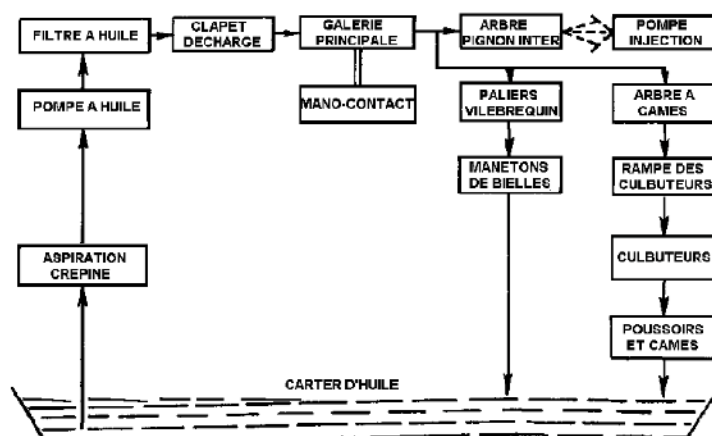 FILTRE A HUILE
CLAPET
DECHARGE
GALERIE
PRINCIPALE
ARBRE
PIGNON INTER
POMPE
INJECTION
POMPE A HUILE
MANO-CONTACT
PALIERS
VILEBREQUIN
ARBRE A
CAMES
MANETONS
DE BIELLES
RAMPE DES
CULBUTEURS
ASPIRATION
CREPINE
CULBUTEURS
POUSSOIRS
ET CAMES
CARTER D'HUILE